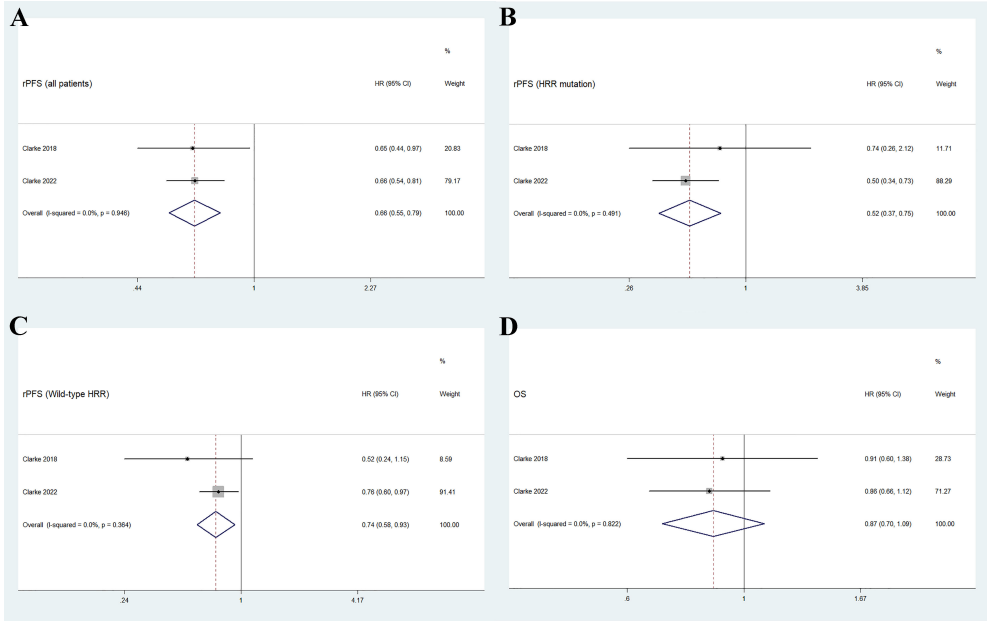 A
%
rPFS (all patients) HR (95% CI) Weight
Clarke 2018 0.65 (0.44, 0.97) 20.83
Clarke 2022 0.66 (0.54, 0.81) 79.17
Overall (I-squared = 0.0%, p = 0.946) 0.66 (0.55, 0.79) 100.00
.44 1 2.27
B
%
rPFS (HRR mutation) HR (95% CI) Weight
Clarke 2018 0.74 (0.26, 2.12) 11.71
Clarke 2022 0.50 (0.34, 0.73) 88.29
Overall (I-squared = 0.0%, p = 0.491) 0.52 (0.37, 0.75) 100.00
.26 1 3.85
C
%
rPFS (Wild-type HRR) HR (95% CI) Weight
Clarke 2018 0.52 (0.24, 1.15) 8.59
Clarke 2022 0.76 (0.60, 0.97) 91.41
Overall (I-squared = 0.0%, p = 0.364) 0.74 (0.58, 0.93) 100.00
.24 1 4.17
D
%
OS HR (95% CI) Weight
Clarke 2018 0.91 (0.60, 1.38) 28.73
Clarke 2022 0.86 (0.66, 1.12) 71.27
Overall (I-squared = 0.0%, p = 0.822) 0.87 (0.70, 1.09) 100.00
.6 1 1.67